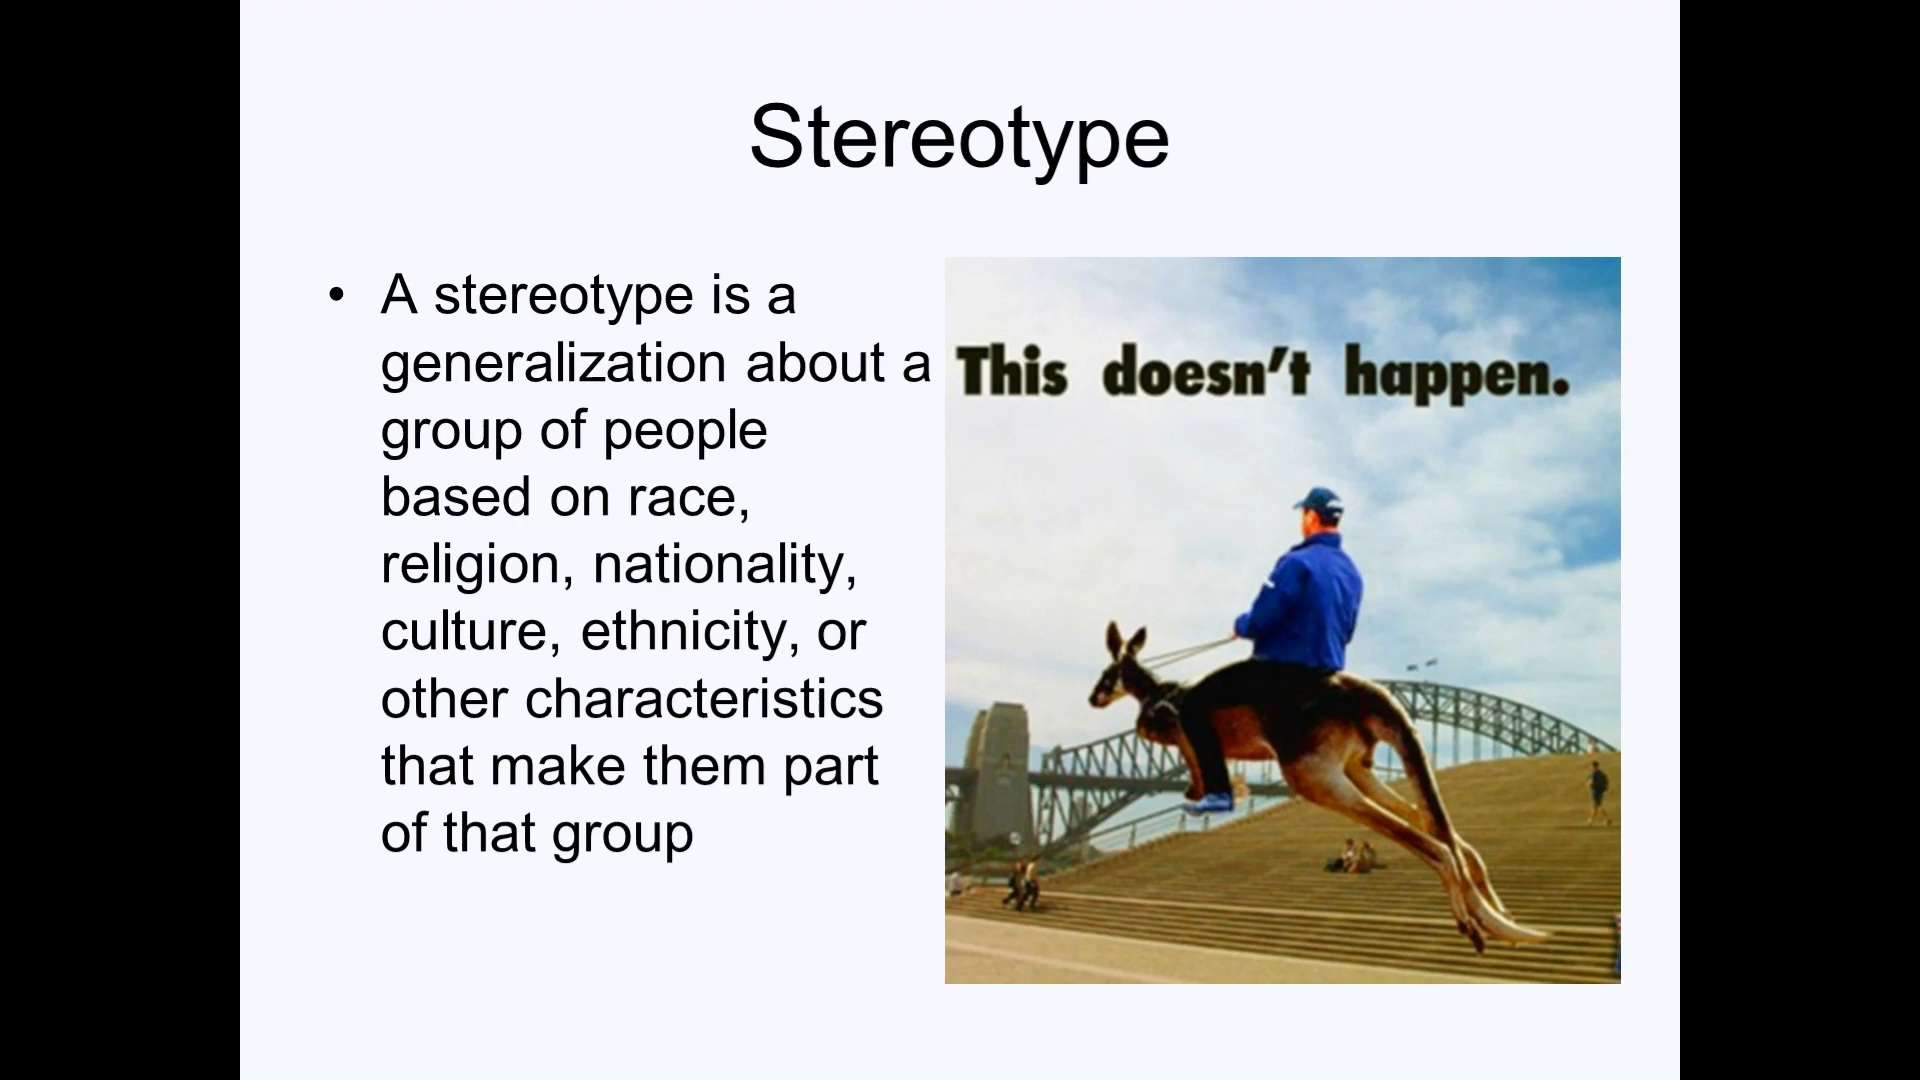 Stereotype
• A stereotype is a
generalization about a
group of people
based on race,
religion, nationality,
culture, ethnicity, or
other characteristics
that make them part
of that group
This doesn't happen.